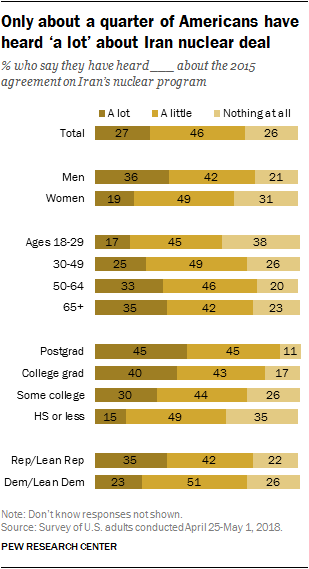 Only about a quarter of Americans have
heard ‘a lot’ about Iran nuclear deal
% who say they have heard ___ about the 2015
agreement on Iran’s nuclear program
A lot A little Nothing at all
Total 27 46 26
Men 36 42 21
Women 19 49 31
Ages 18-29 17 45 38
30-49 25 49 26
50-64 33 46 20
65+ 35 42 23
Postgrad 45 45 11
College grad 40 43 17
Some college 30 44 26
HS or less 15 49 35
Rep/Lean Rep 35 42 22
Dem/Lean Dem 23 51 26
Note: Don’t know responses not shown.
Source: Survey of U.S. adults conducted April 25-May 1, 2018.
PEW RESEARCH CENTER